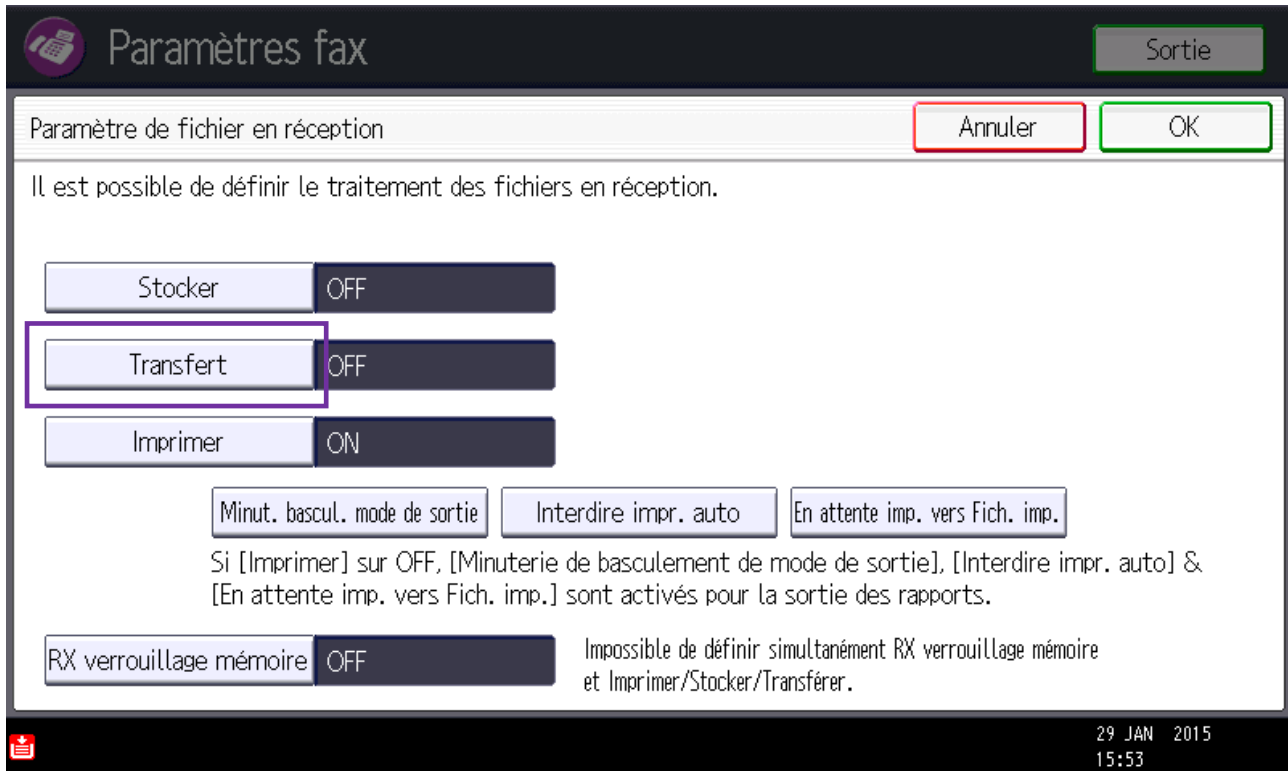 Paramètres fax
Sortie
Paramètre de fichier en réception
Annuler
OK
Il est possible de définir le traitement des fichiers en réception.
Stocker
OFF
Transfert
OFF
Imprimer
ON
Minut. bascul. mode de sortie
Interdire impr. auto
En attente imp. vers Fich. imp.
Si [Imprimer] sur OFF, [Minuterie de basculement de mode de sortie], [Interdire impr. auto] &
[En attente imp. vers Fich. imp.] sont activés pour la sortie des rapports.
RX verrouillage mémoire
OFF
Impossible de définir simultanément RX verrouillage mémoire
et Imprimer/Stocker/Transférer.
29 JAN 2015
15:53